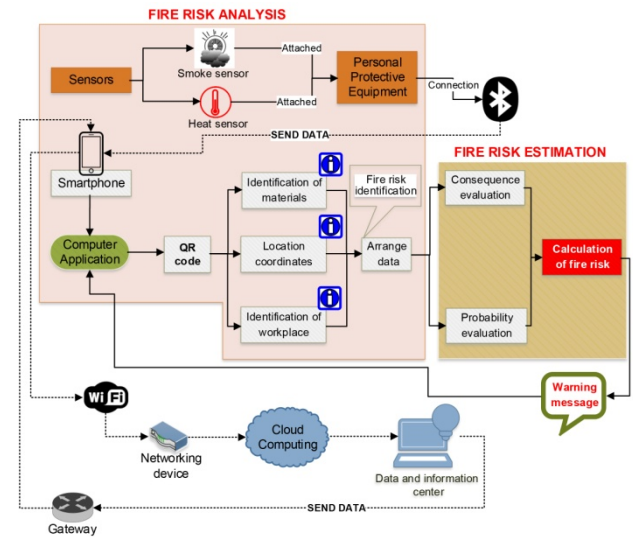 FIRE RISK ANALYSIS
Sensors
Smoke sensor
Heat sensor
Attached
Attached
Personal
Protective
Equipment
Connection
SEND DATA
Smartphone
Computer
Application
QR
code
Identification of
materials
Location
coordinates
Identification of
workplace
Fire risk
identification
Arrange
data
FIRE RISK ESTIMATION
Consequence
evaluation
Probability
evaluation
Calculation
of fire risk
Warning
message
Wi Fi
Networking
device
Cloud
Computing
Data and information
center
SEND DATA
Gateway